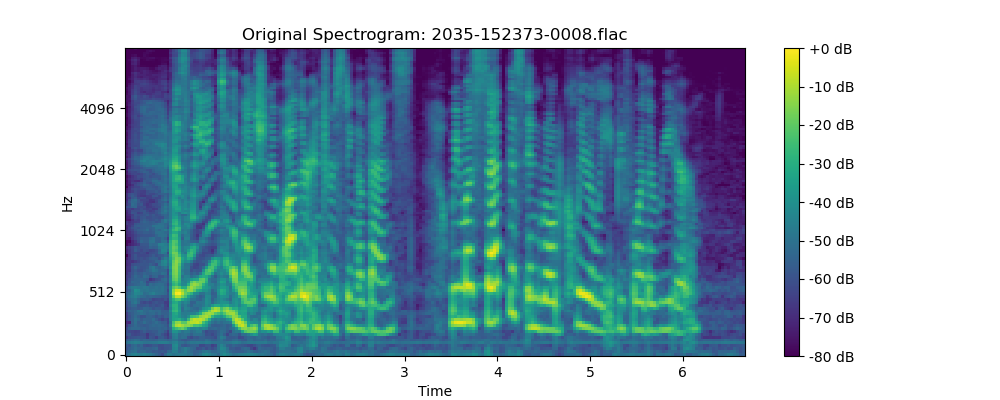 Original Spectrogram: 2035-152373-0008.flac
Hz
4096
2048
1024
512
0
0 1 2 3 4 5 6
Time
+0 dB
-10 dB
-20 dB
-30 dB
-40 dB
-50 dB
-60 dB
-70 dB
-80 dB